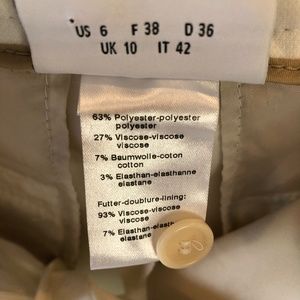 US 6 F 38 D 36
UK 10 IT 42
63% Polyester-polyester
polyester
27% Viscose-viscose
viscose
7% Baumwolle-coton
cotton
3% Elasthan-elasthanne
elastane
Futter-doublure-lining:
93% Viscose-viscose
viscose
7% Elasthan-elasth
elastane